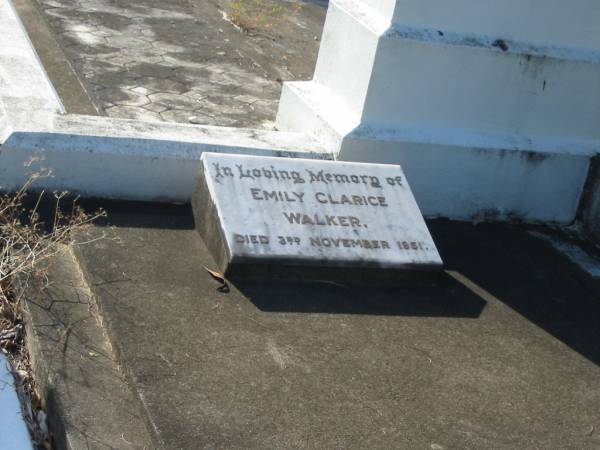 In Loving Memory of
EMILY CLARICE
WALKER.
DIED 3RD NOVEMBER 1951.